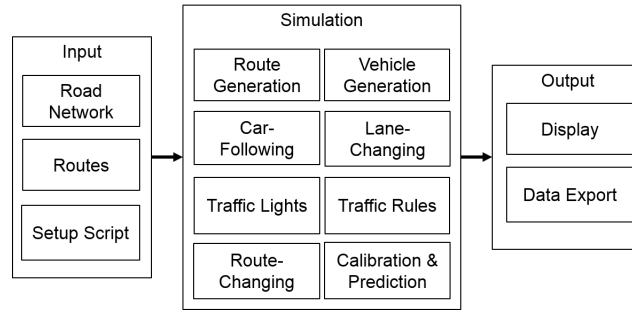 Input
Road
Network
Routes
Setup Script
Simulation
Route
Generation
Vehicle
Generation
Car-
Following
Lane-
Changing
Traffic Lights
Traffic Rules
Route-
Changing
Calibration &
Prediction
Output
Display
Data Export